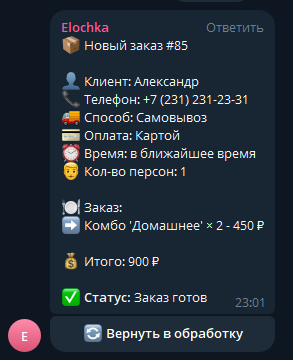 Elochka Ответить
📦 Новый заказ #85
👤 Клиент: Александр
📞 Телефон: +7 (231) 231-23-31
🚚 Способ: Самовывоз
💳 Оплата: Картой
⏰ Время: в ближайшее время
👨 Кол-во персон: 1
🍽 Заказ:
➡ Комбо 'Домашнее' × 2 - 450 ₽
💰 Итого: 900 ₽
✅ Статус: Заказ готов
23:01
E
🔄 Вернуть в обработку